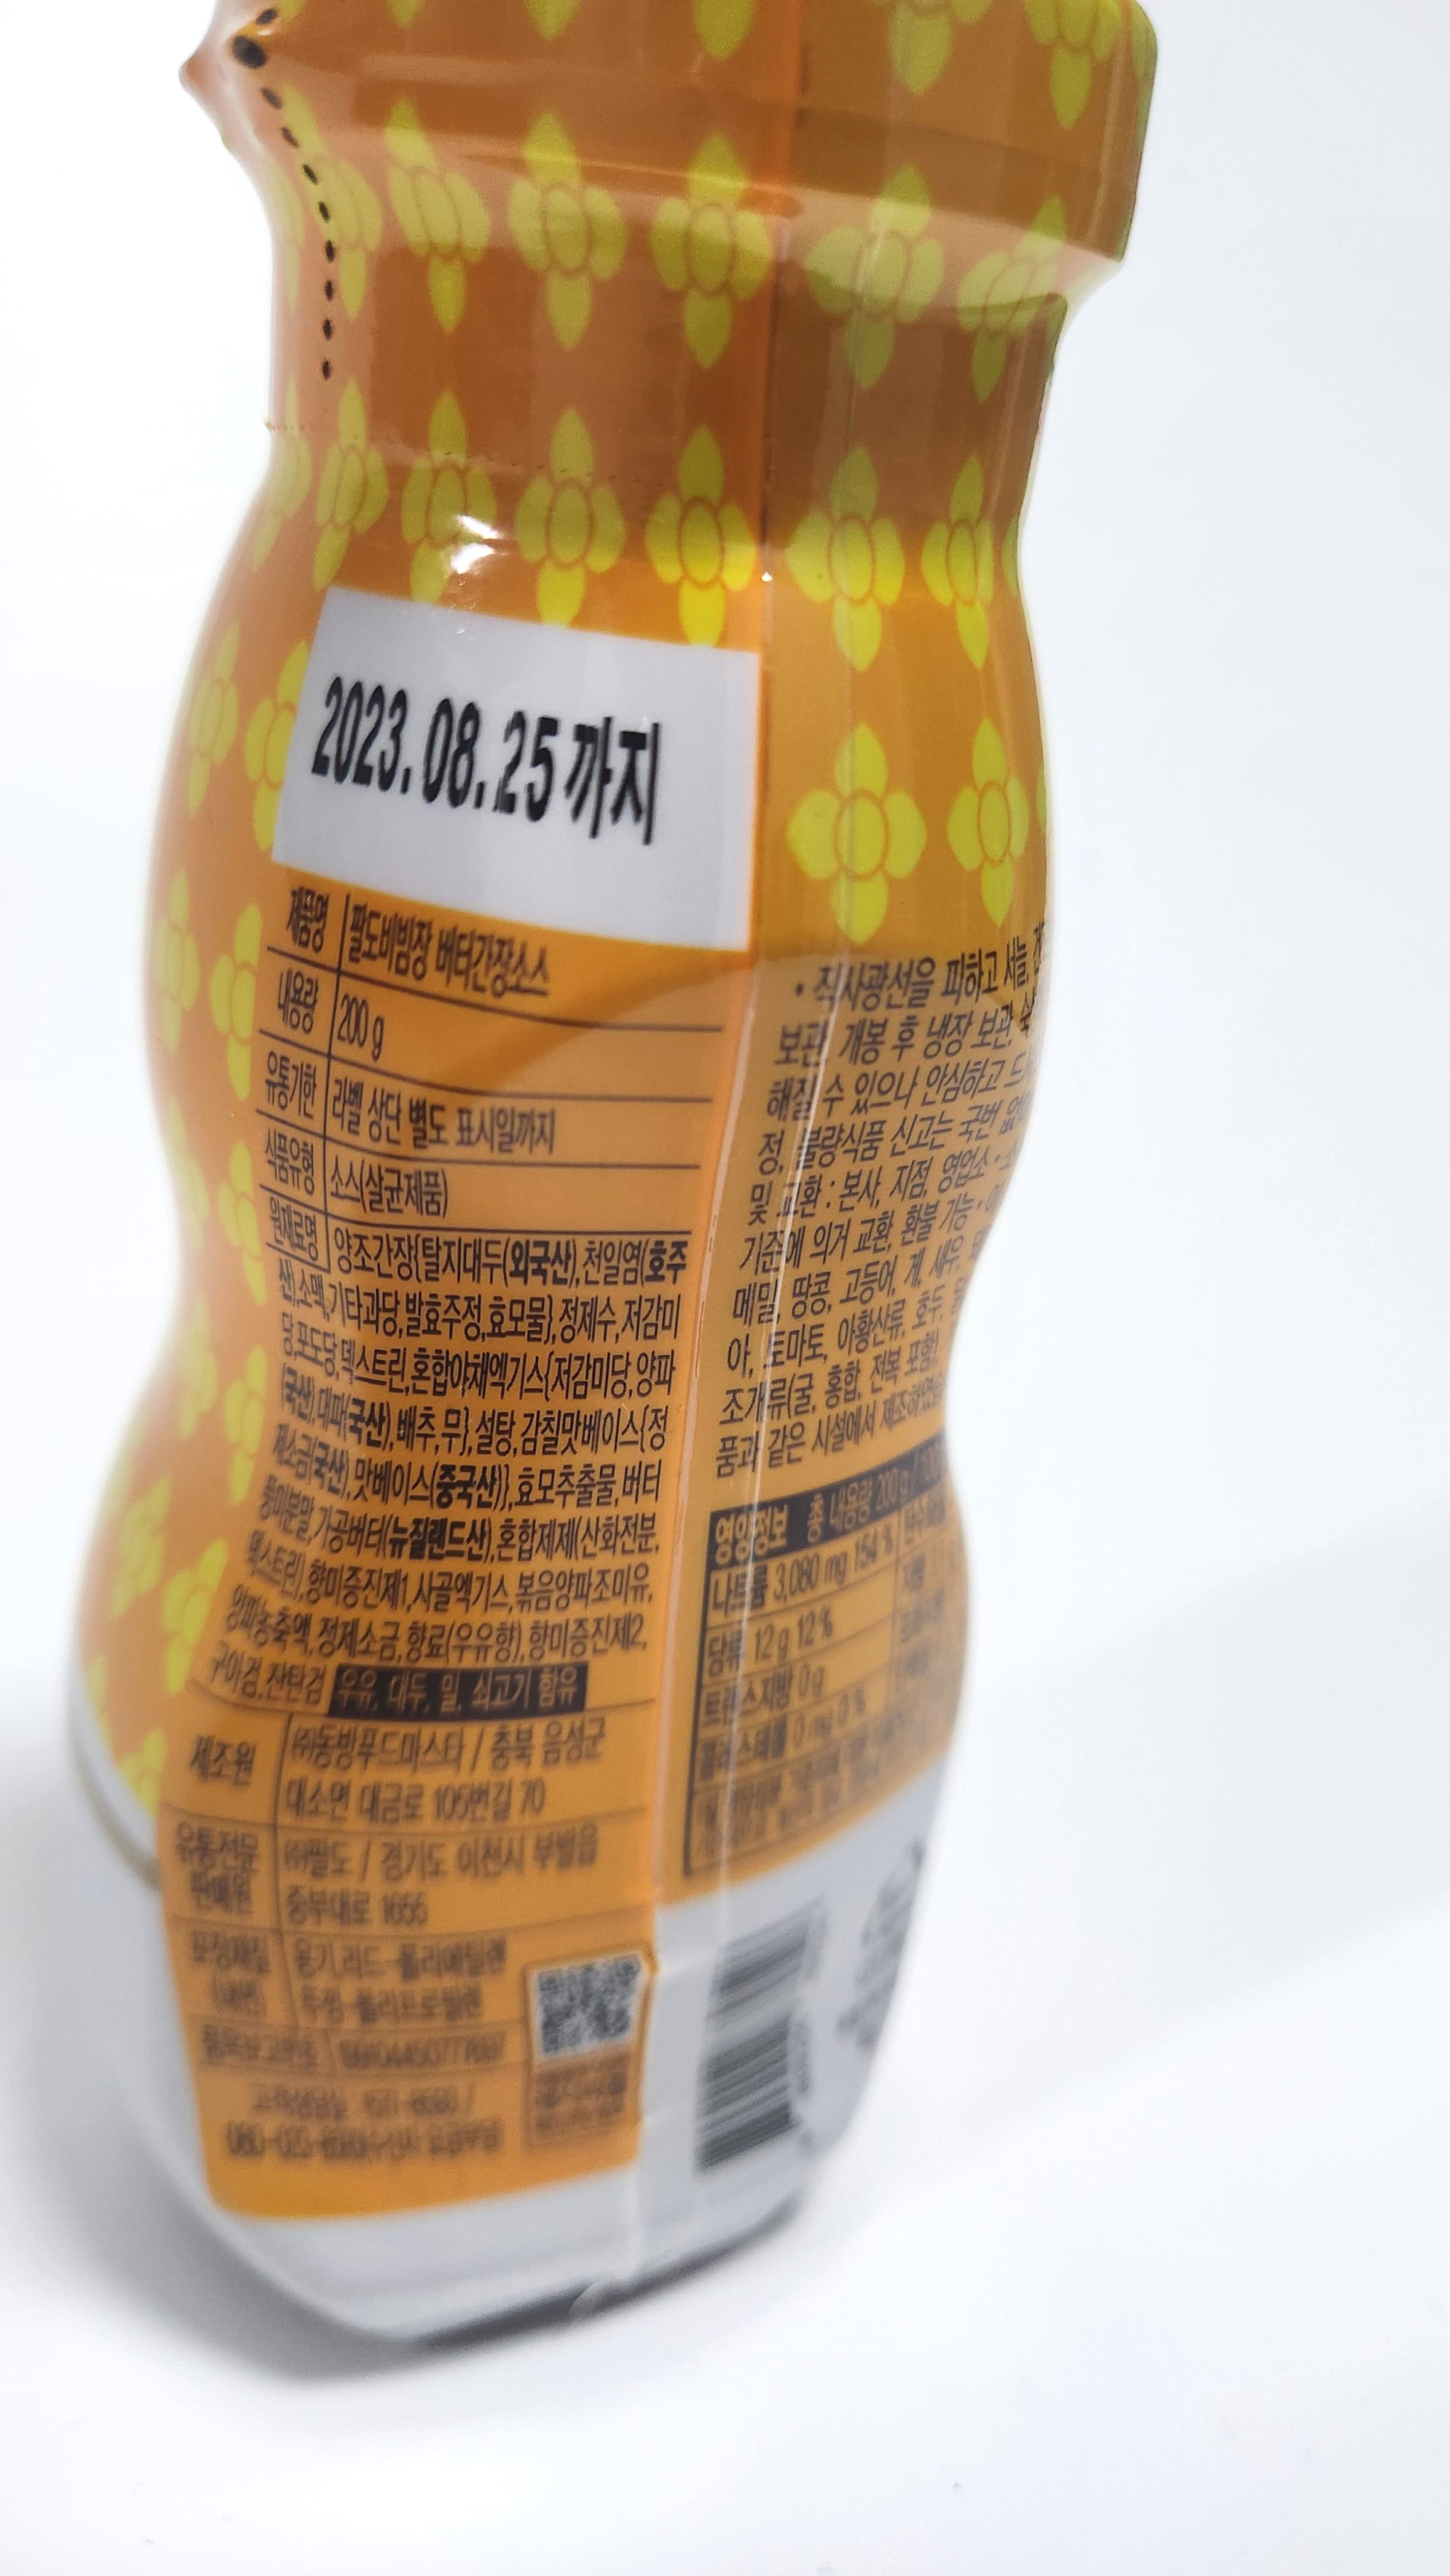 2023.08.25까지
제품명 팔도비빔장 버터간장소스
내용량 200 g
유통기한 라벨 상단 별도 표시일까지
식품유형 소스(살균제품)
원재료명 양조간장{탈지대두(외국산),천일염(호주
산),소맥,기타과당,발효주정,효모물},정제수,저감미
당,포도당,덱스트린,혼합야채엑기스{저감미당,양파
(국산),대파(국산),배추,무},설탕,감칠맛베이스{정
제소금(국산),맛베이스(중국산)},효모추출물,버터
풍미분말,가공버터(뉴질랜드산),혼합제제(산화전분,
덱스트린),향미증진제1,사골엑기스,볶음양파조미유,
양파농축액,정제소금,향료(우유향),향미증진제2,
구아검,잔탄검 우유, 대두, 밀, 쇠고기 함유
제조원 ㈜동방푸드마스타 / 충북 음성군
대소면 대금로 105번길 70
유통전문
판매원 ㈜팔도 / 경기도 이천시 부발읍
중부대로 1655
포장재질 용기,리드-폴리에틸렌
(내면) 뚜껑-폴리프로필렌
품목보고번호
고객상담실
• 직사광선을 피하고 서늘,
보관, 개봉 후 냉장 보관,
해질 수 있으나 안심하고
정, 불량식품 신고는 국번
및 교환 : 본사, 지점, 영업소 •
기준에 의거 교환, 환불 가능 •
메밀, 땅콩, 고등어, 게, 새우,
아, 토마토, 아황산류, 호두,
조개류(굴, 홍합, 전복 포함)
품과 같은 시설에서 제조하였습
영양정보 총 내용량 200 g /
나트륨 3,080 mg 154 %
당류 12 g 12 %
트랜스지방 0 g
콜레스테롤 0 mg 0 %